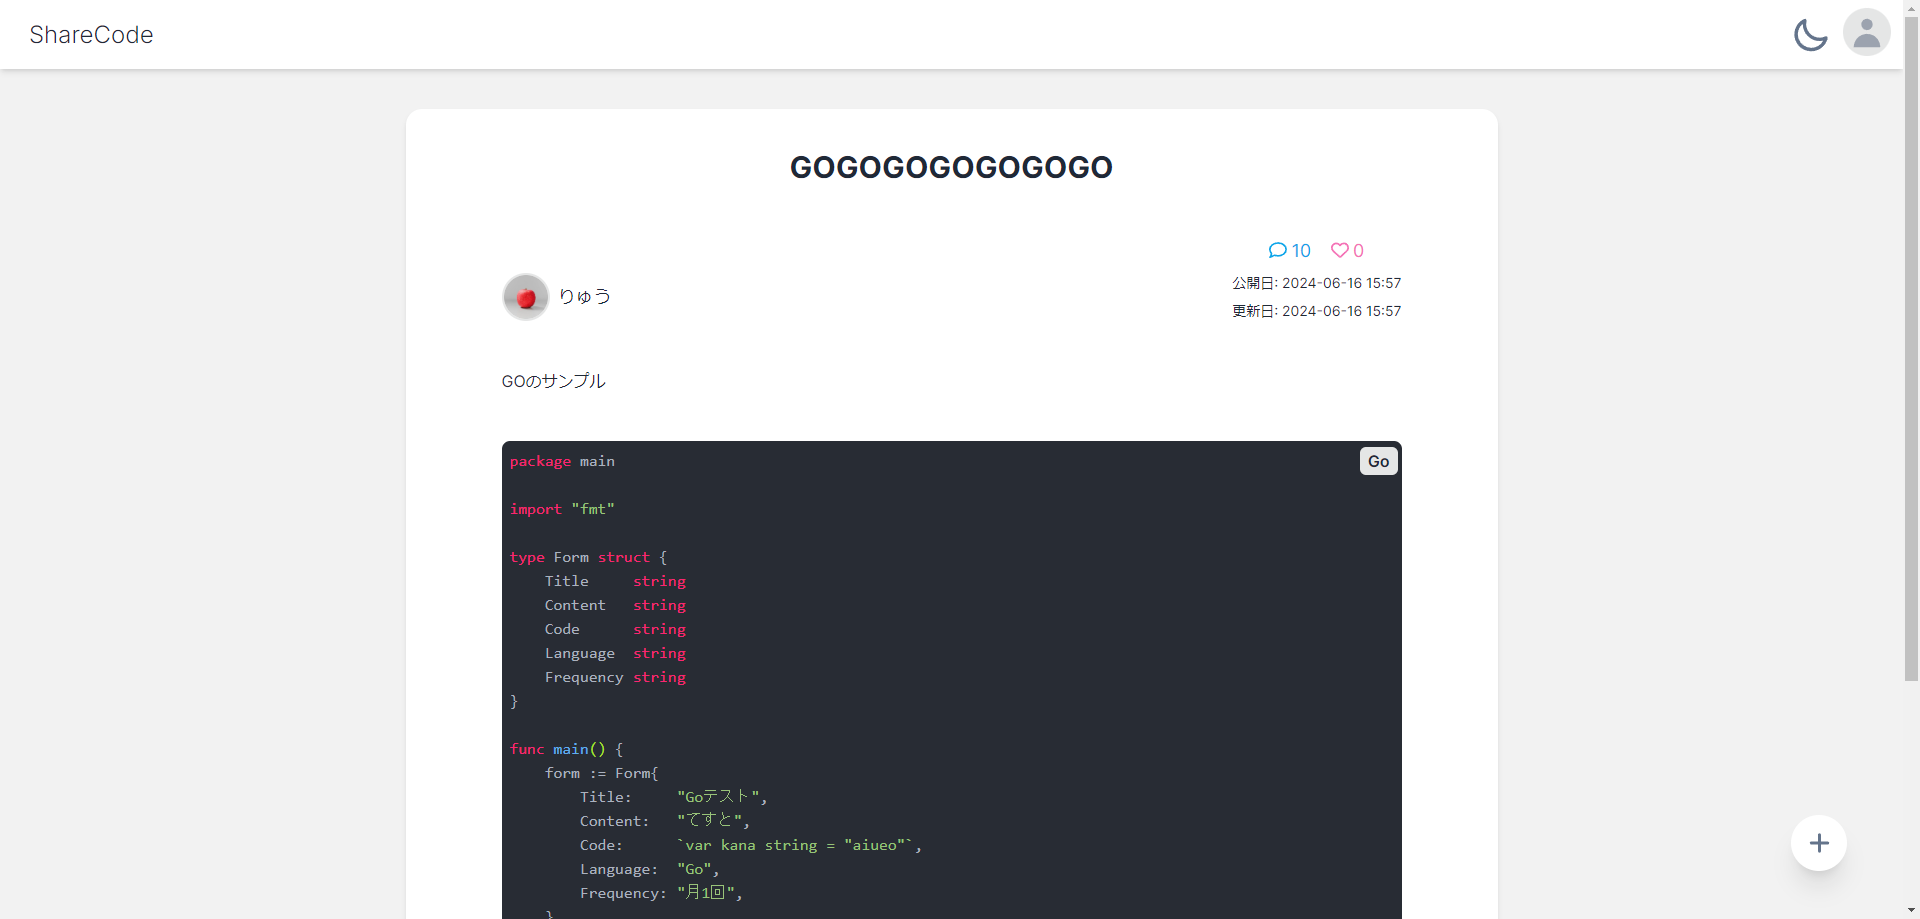 ShareCode
GOGOGOGOGOGOGO
10 0
りゅう
公開日: 2024-06-16 15:57
更新日: 2024-06-16 15:57
GOのサンプル
Go
package main
import "fmt"
type Form struct {
    Title     string
    Content   string
    Code      string
    Language  string
    Frequency string
}
func main() {
    form := Form{
        Title:     "Goテスト",
        Content:   "てすと",
        Code:      `var kana string = "aiueo"`,
        Language:  "Go",
        Frequency: "月1回",
    }